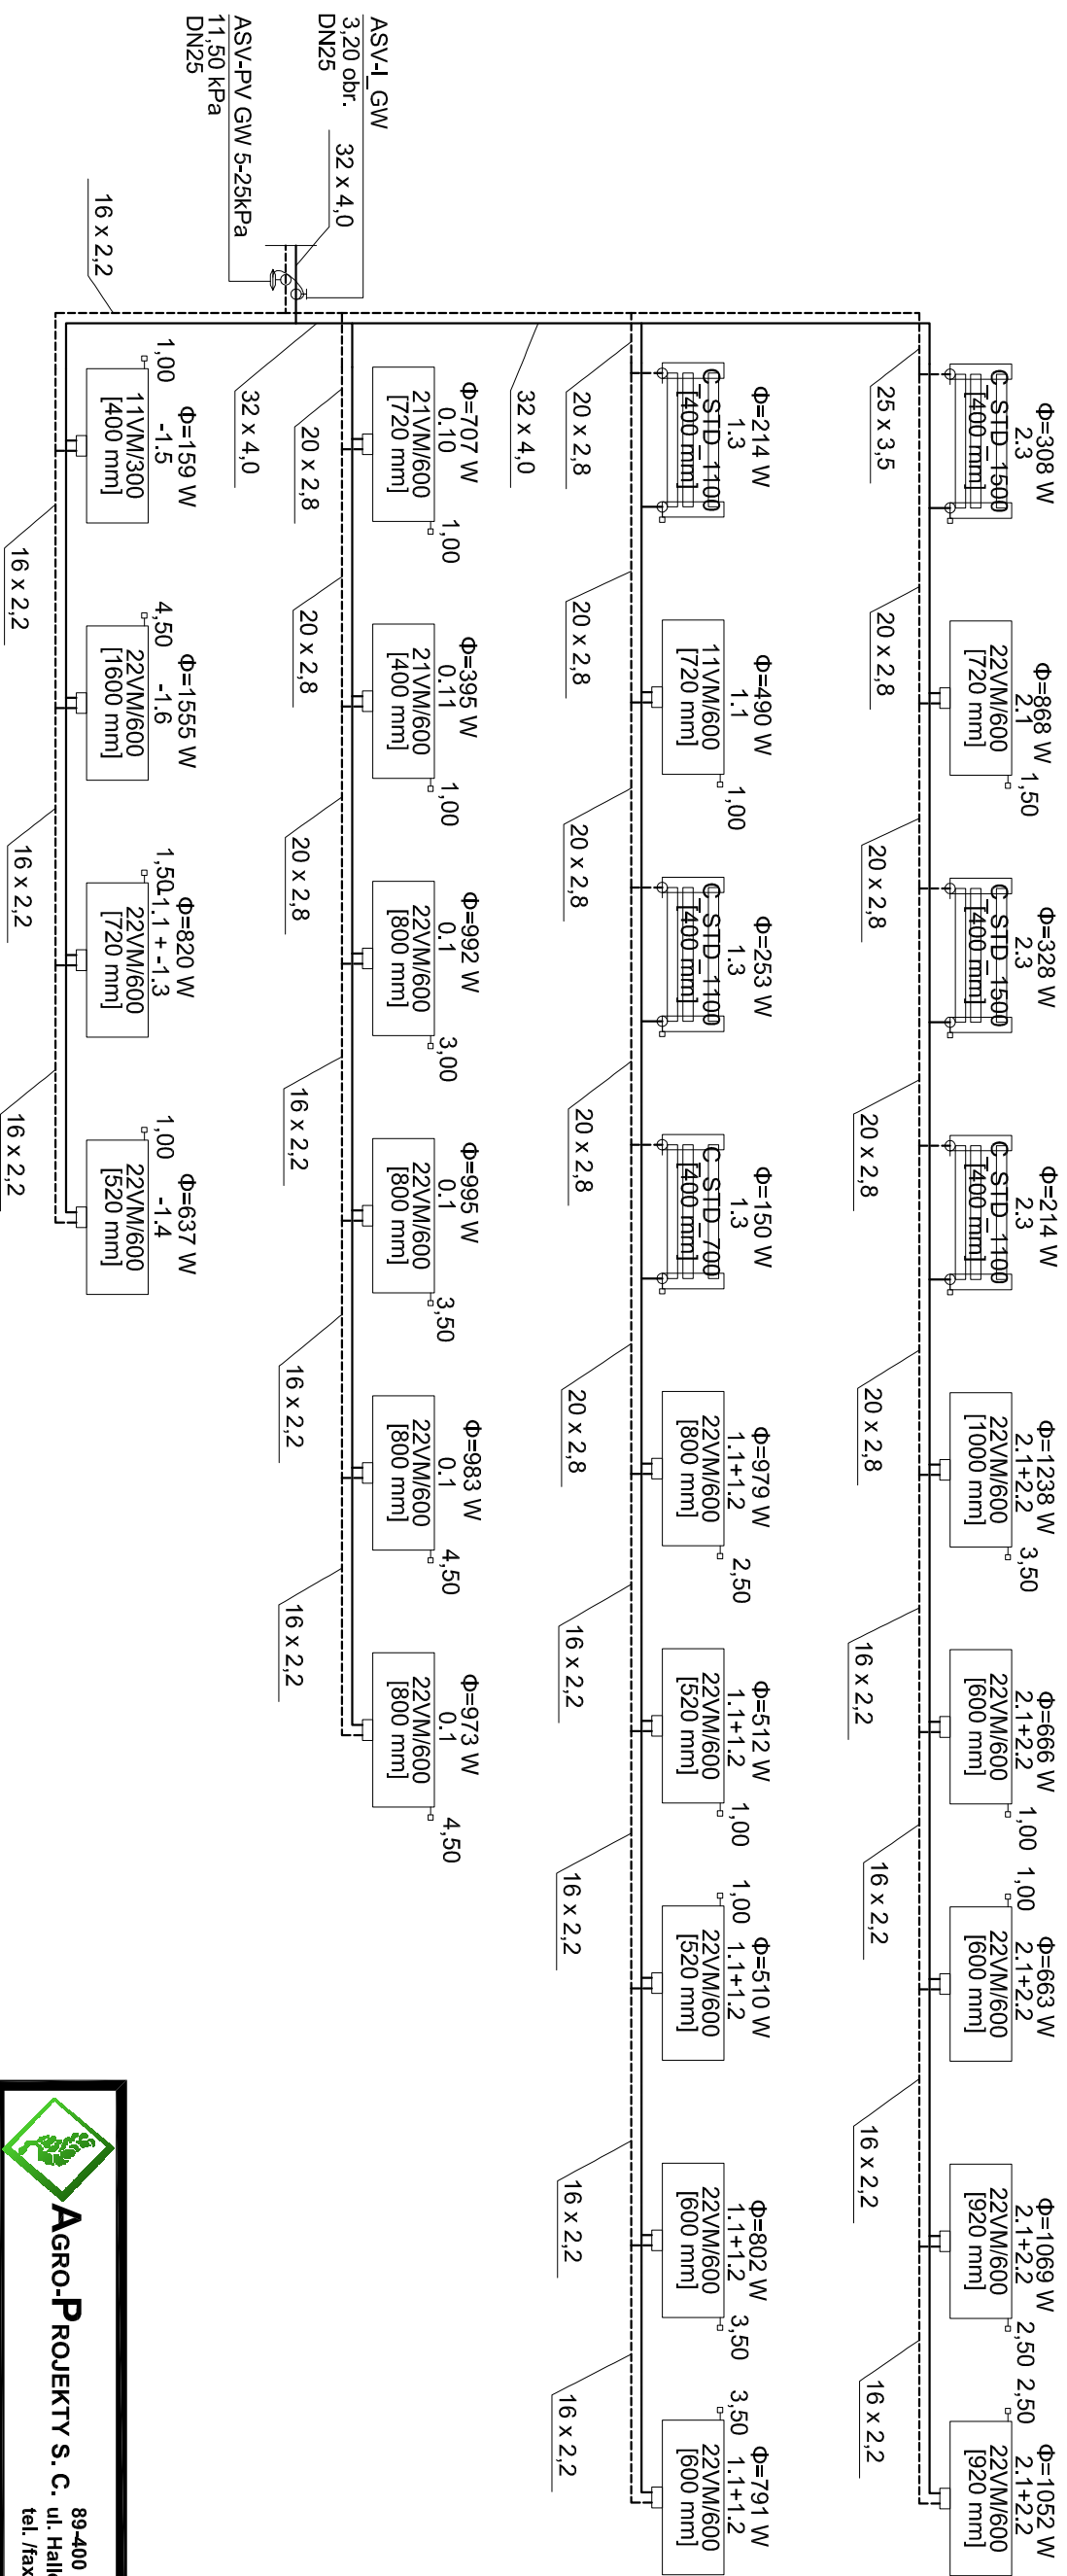 Φ=308 W
2.3
C_STD_1500
[400 mm]
Φ=868 W
2.1
22VM/600
[720 mm]
1,50
Φ=328 W
2.3
C_STD_1500
[400 mm]
Φ=214 W
2.3
C_STD_1100
[400 mm]
Φ=1238 W
2.1+2.2
22VM/600
[1000 mm]
3,50
Φ=666 W
2.1+2.2
22VM/600
[600 mm]
1,00
1,00
Φ=663 W
2.1+2.2
22VM/600
[600 mm]
Φ=1069 W
2.1+2.2
22VM/600
[920 mm]
2,50
2,50
Φ=1052 W
2.1+2.2
22VM/600
[920 mm]
25 x 3,5
20 x 2,8
20 x 2,8
20 x 2,8
20 x 2,8
16 x 2,2
16 x 2,2
16 x 2,2
16 x 2,2
Φ=214 W
1.3
C_STD_1100
[400 mm]
Φ=490 W
1.1
11VM/600
[720 mm]
1,00
Φ=253 W
1.3
C_STD_1100
[400 mm]
Φ=150 W
1.3
C_STD_700
[400 mm]
Φ=979 W
1.1+1.2
22VM/600
[800 mm]
2,50
Φ=512 W
1.1+1.2
22VM/600
[520 mm]
1,00
1,00
Φ=510 W
1.1+1.2
22VM/600
[520 mm]
Φ=802 W
1.1+1.2
22VM/600
[600 mm]
3,50
3,50
Φ=791 W
1.1+1.2
22VM/600
[600 mm]
20 x 2,8
20 x 2,8
20 x 2,8
20 x 2,8
20 x 2,8
16 x 2,2
16 x 2,2
16 x 2,2
16 x 2,2
32 x 4,0
Φ=707 W
0.10
21VM/600
[720 mm]
1,00
Φ=395 W
0.11
21VM/600
[400 mm]
1,00
Φ=992 W
0.1
22VM/600
[800 mm]
3,00
Φ=995 W
0.1
22VM/600
[800 mm]
3,50
Φ=983 W
0.1
22VM/600
[800 mm]
4,50
Φ=973 W
0.1
22VM/600
[800 mm]
4,50
20 x 2,8
20 x 2,8
20 x 2,8
16 x 2,2
16 x 2,2
16 x 2,2
ASV-I_GW
3,20 obr.
DN25
32 x 4,0
ASV-PV GW 5-25kPa
11,50 kPa
DN25
32 x 4,0
16 x 2,2
1,00
Φ=159 W
-1.5
11VM/300
[400 mm]
4,50
Φ=1555 W
-1.6
22VM/600
[1600 mm]
1,50
Φ=820 W
-1.1 + -1.3
22VM/600
[720 mm]
1,00
Φ=637 W
-1.4
22VM/600
[520 mm]
16 x 2,2
16 x 2,2
16 x 2,2
AGRO-PROJEKTY S. C.
89-400
ul. Hall
tel. /fax